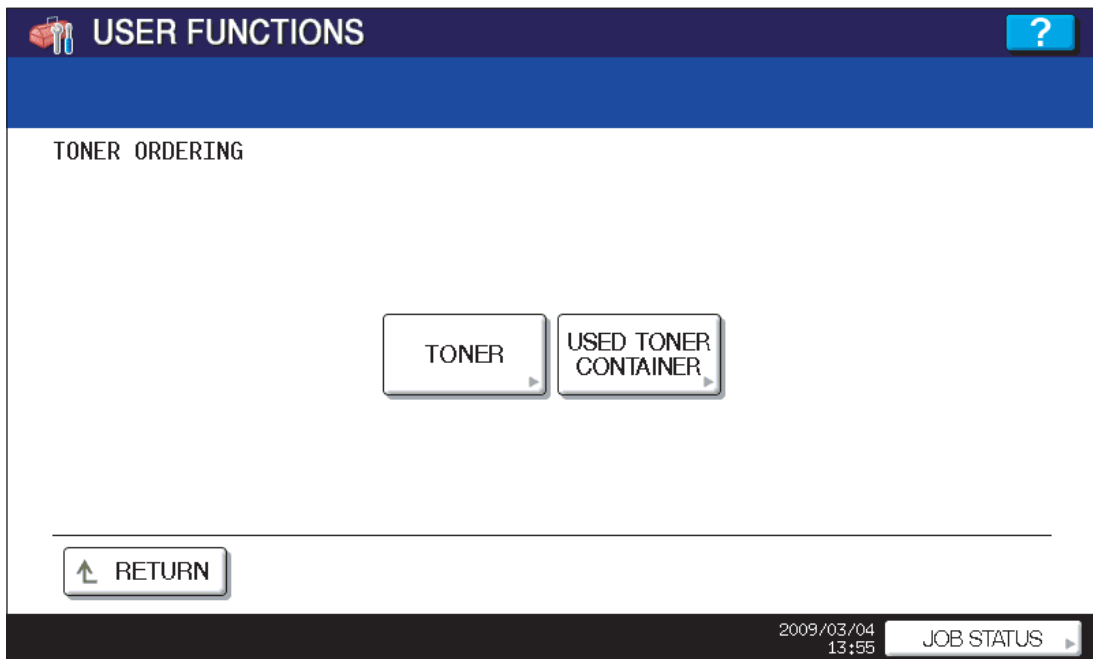 USER FUNCTIONS
?
TONER ORDERING
TONER
USED TONER
CONTAINER
RETURN
2009/03/04
13:55
JOB STATUS